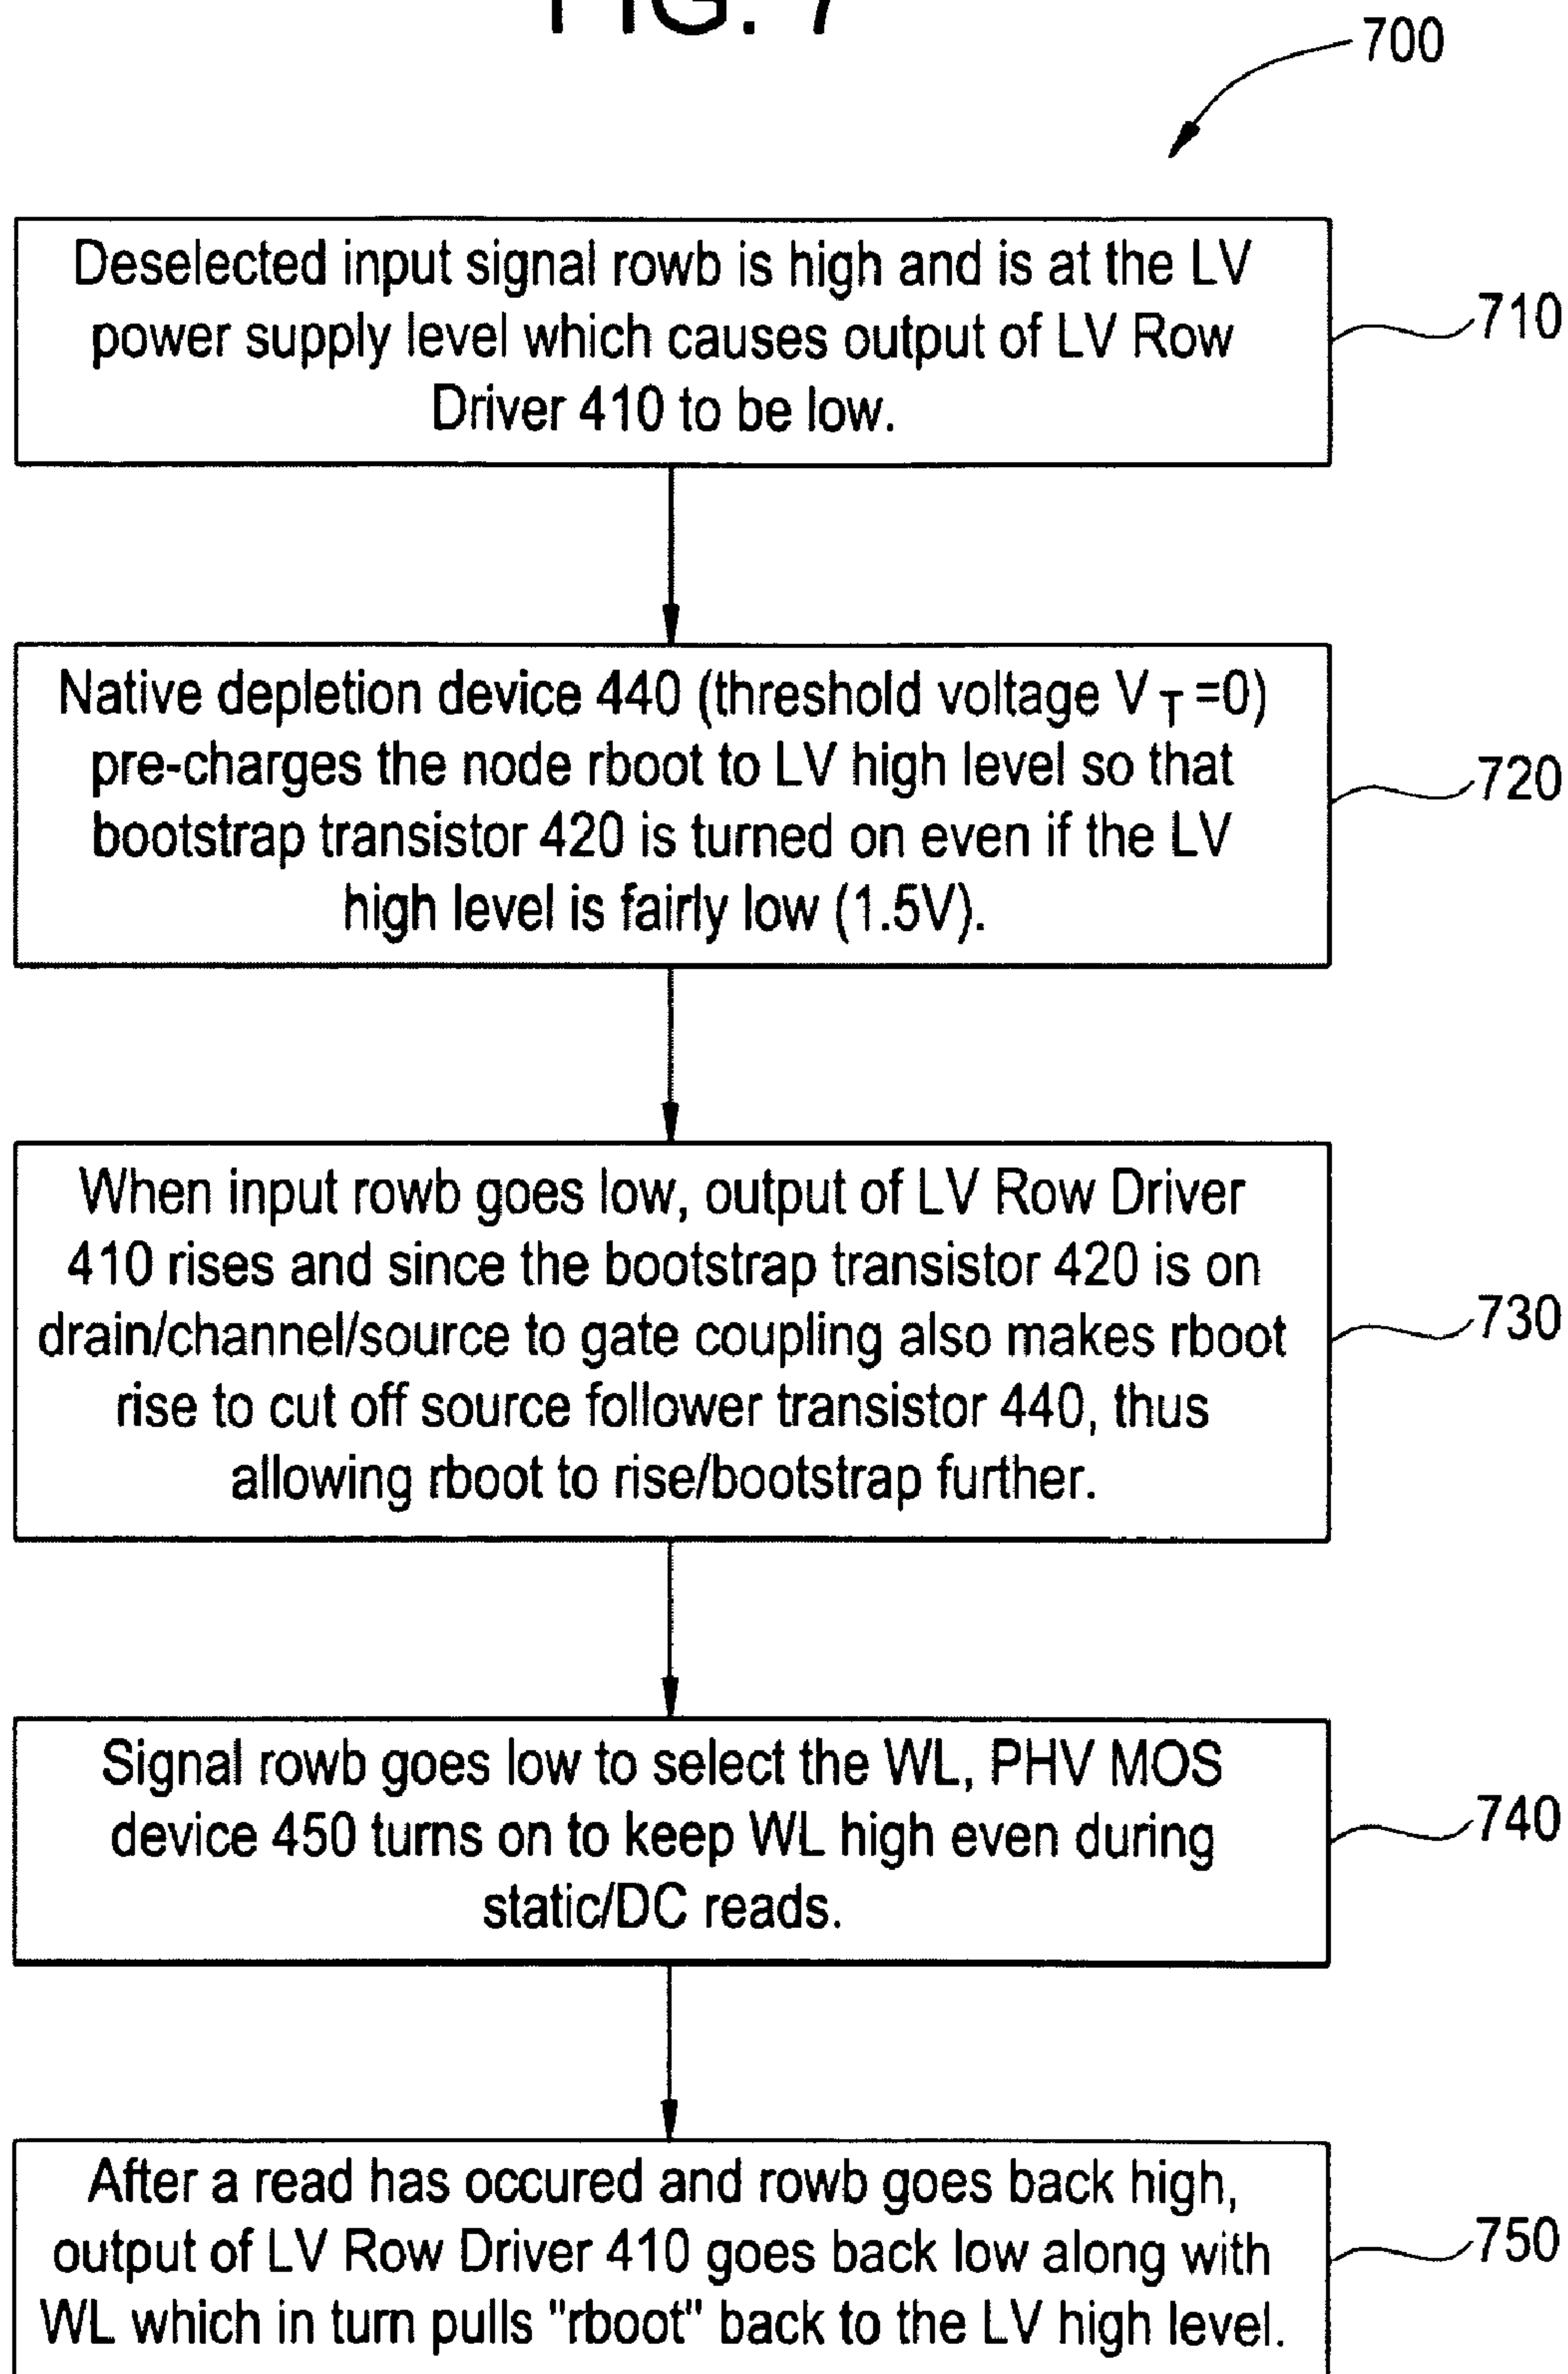 FIG. 7
700
Deselected input signal rowb is high and is at the LV
power supply level which causes output of LV Row
Driver 410 to be low.
710
Native depletion device 440 (threshold voltage V T =0)
pre-charges the node rboot to LV high level so that
bootstrap transistor 420 is turned on even if the LV
high level is fairly low (1.5V).
720
When input rowb goes low, output of LV Row Driver
410 rises and since the bootstrap transistor 420 is on
drain/channel/source to gate coupling also makes rboot
rise to cut off source follower transistor 440, thus
allowing rboot to rise/bootstrap further.
730
Signal rowb goes low to select the WL, PHV MOS
device 450 turns on to keep WL high even during
static/DC reads.
740
After a read has occured and rowb goes back high,
output of LV Row Driver 410 goes back low along with
WL which in turn pulls "rboot" back to the LV high level.
750